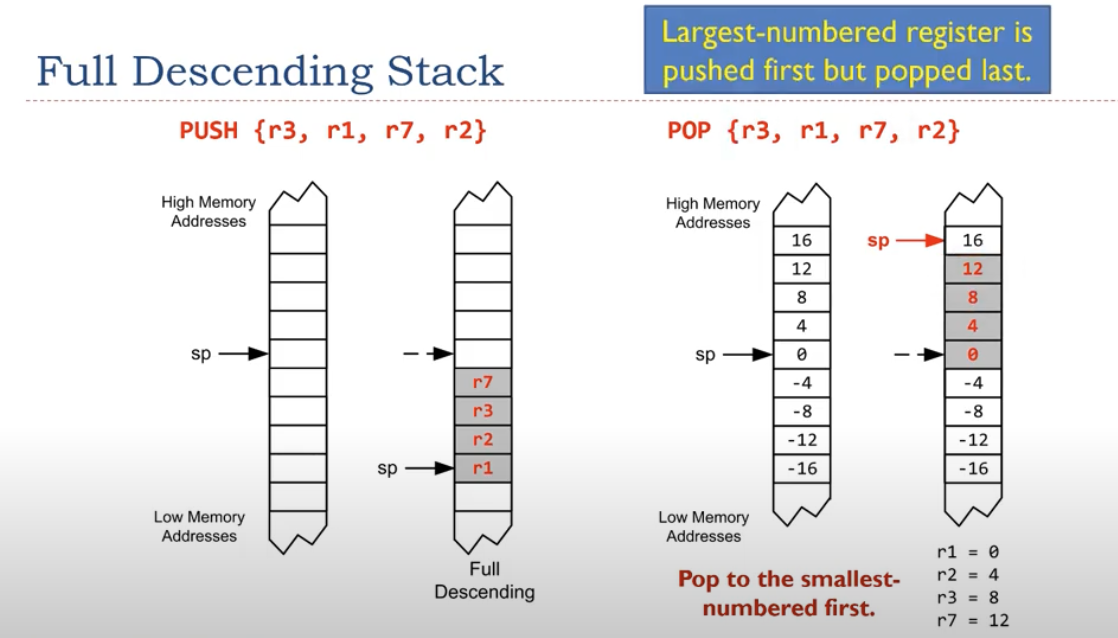 Largest-numbered register is
pushed first but popped last.
Full Descending Stack
PUSH {r3, r1, r7, r2}
High Memory
Addresses
sp
Low Memory
Addresses
r7
r3
r2
sp
r1
Full
Descending
POP {r3, r1, r7, r2}
High Memory
Addresses
16
12
8
4
sp
0
-4
-8
-12
-16
Low Memory
Addresses
sp
16
12
8
4
0
-4
-8
-12
-16
Pop to the smallest-
numbered first.
r1 = 0
r2 = 4
r3 = 8
r7 = 12